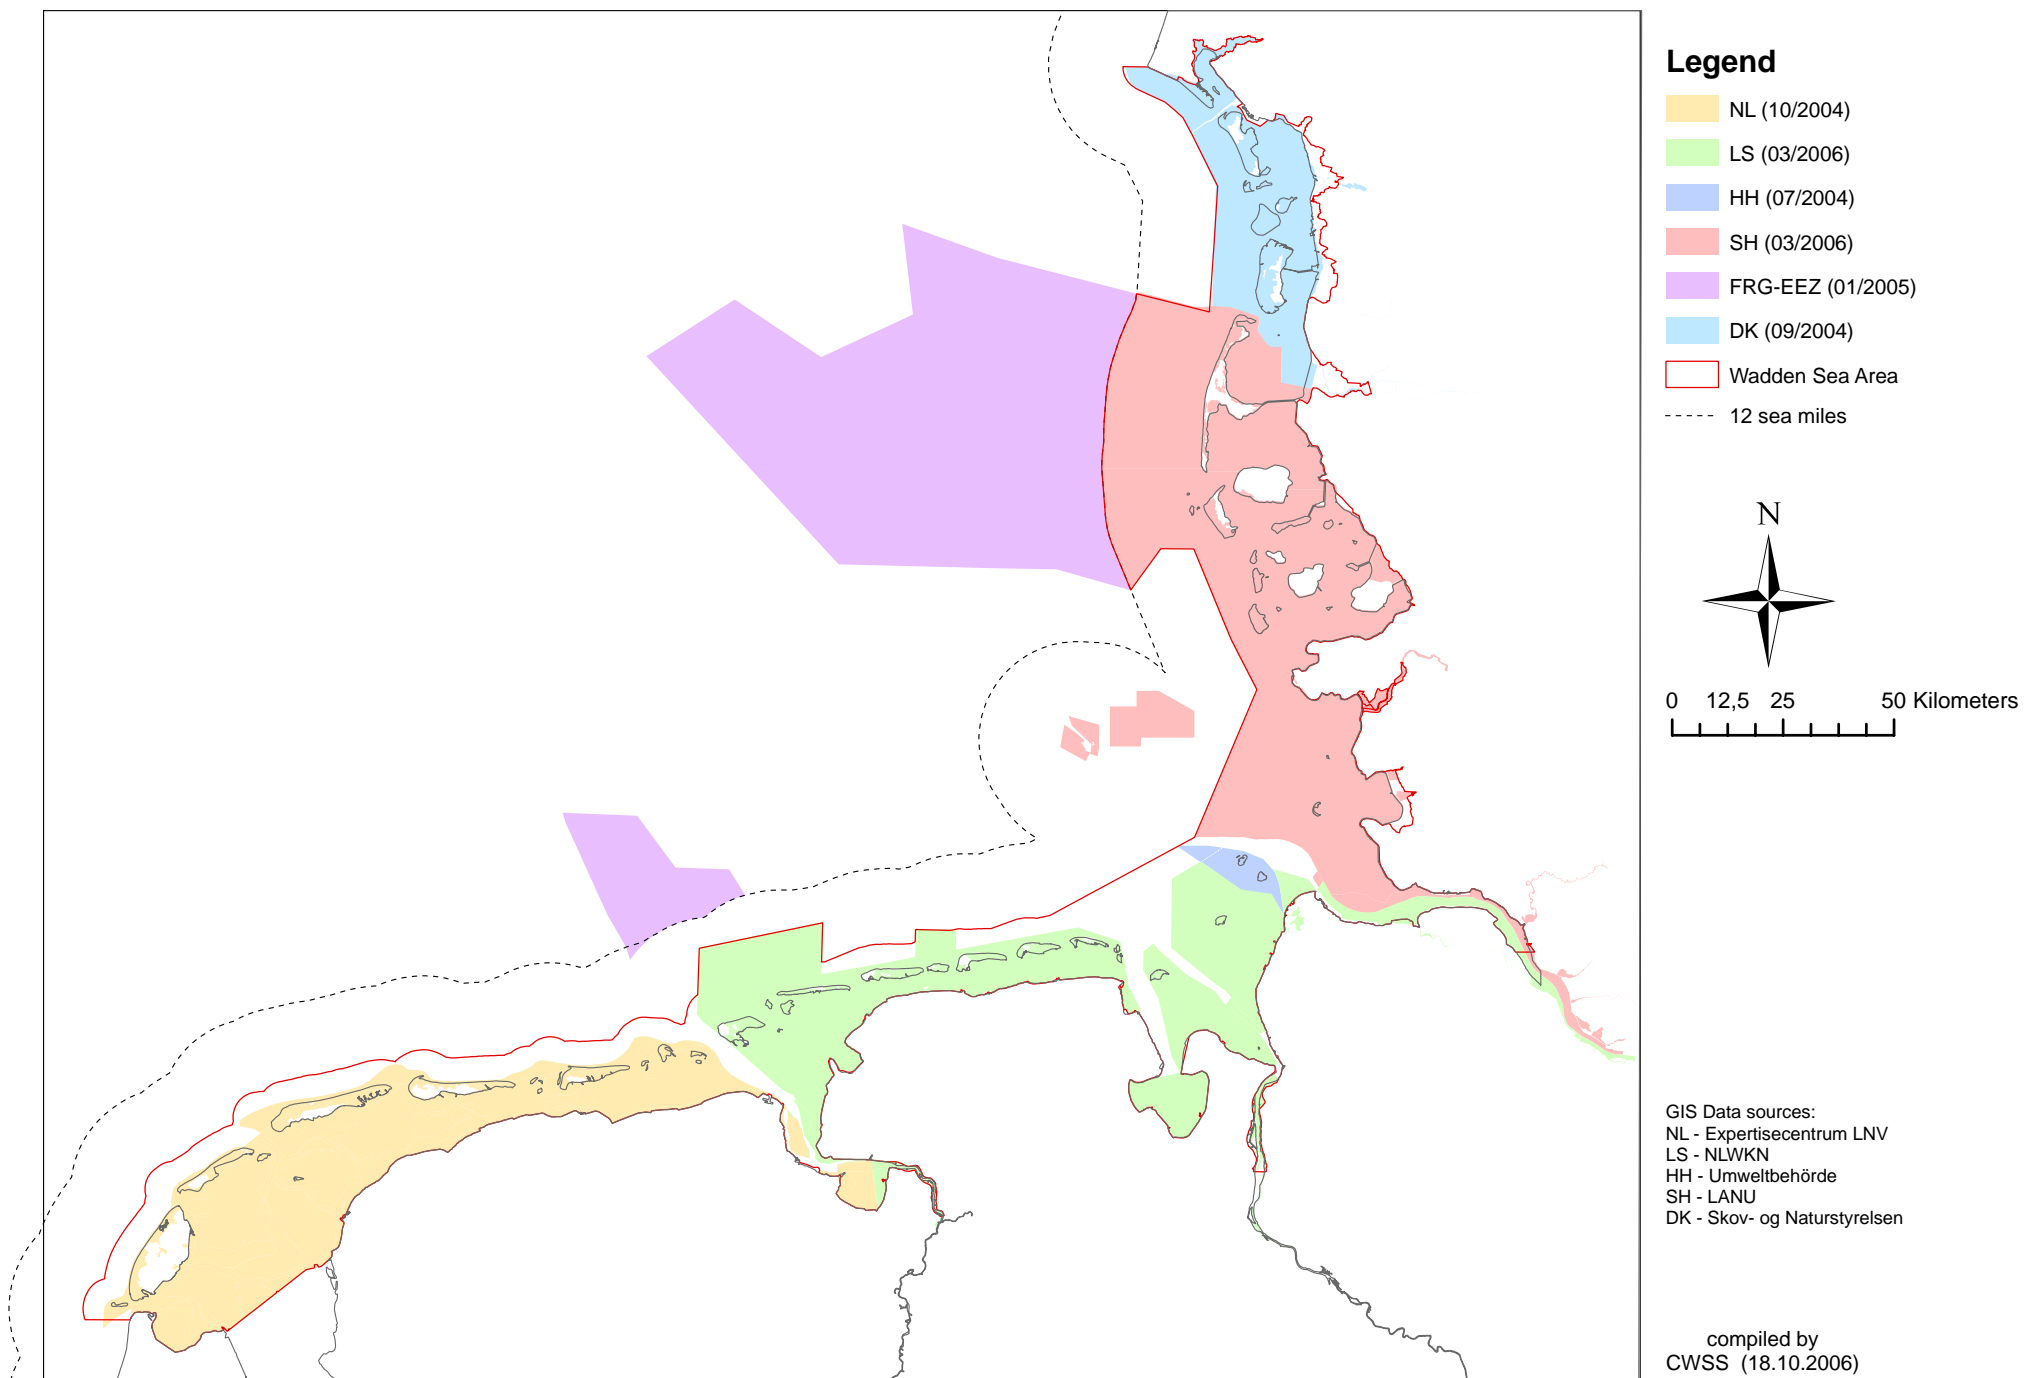 Legend
NL (10/2004)
LS (03/2006)
HH (07/2004)
SH (03/2006)
FRG-EEZ (01/2005)
DK (09/2004)
Wadden Sea Area
12 sea miles
N
0 12,5 25 50 Kilometers
GIS Data sources:
NL - Expertisecentrum LNV
LS - NLWKN
HH - Umweltbehörde
SH - LANU
DK - Skov- og Naturstyrelsen
compiled by
CWSS (18.10.2006)